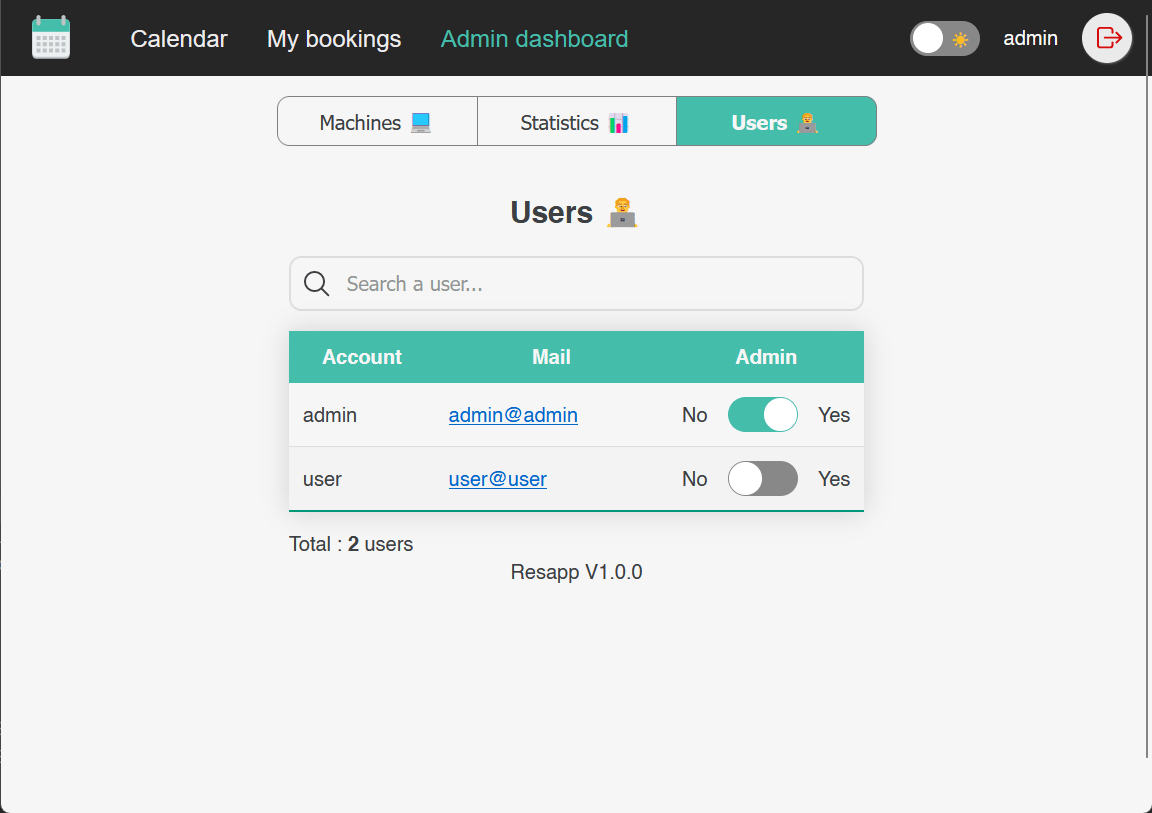 Calendar My bookings Admin dashboard admin
Machines Statistics Users
Users
Search a user...
Account Mail Admin
admin admin@admin No Yes
user user@user No Yes
Total : 2 users
Resapp V1.0.0